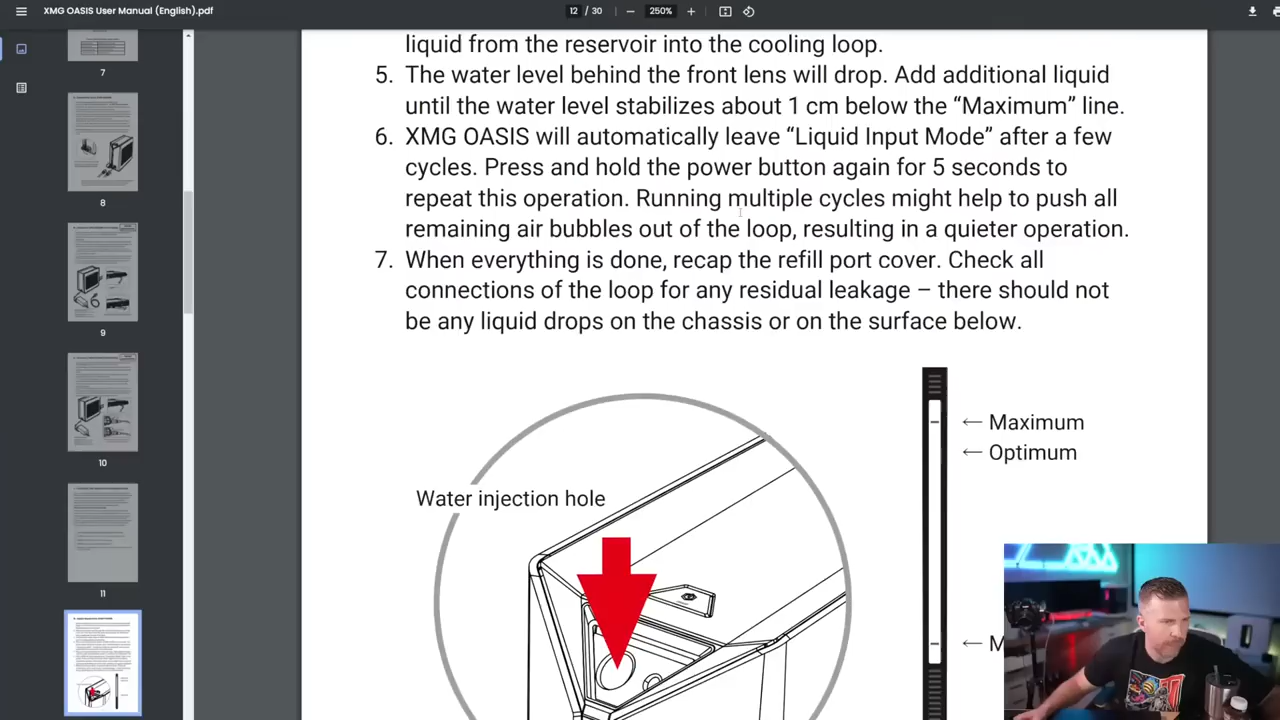 XMG OASIS User Manual (English).pdf
12 / 30
250%
7
8
9
10
11
liquid from the reservoir into the cooling loop.
5. The water level behind the front lens will drop. Add additional liquid
until the water level stabilizes about 1 cm below the “Maximum” line.
6. XMG OASIS will automatically leave “Liquid Input Mode” after a few
cycles. Press and hold the power button again for 5 seconds to
repeat this operation. Running multiple cycles might help to push all
remaining air bubbles out of the loop, resulting in a quieter operation.
7. When everything is done, recap the refill port cover. Check all
connections of the loop for any residual leakage – there should not
be any liquid drops on the chassis or on the surface below.
← Maximum
← Optimum
Water injection hole
← M